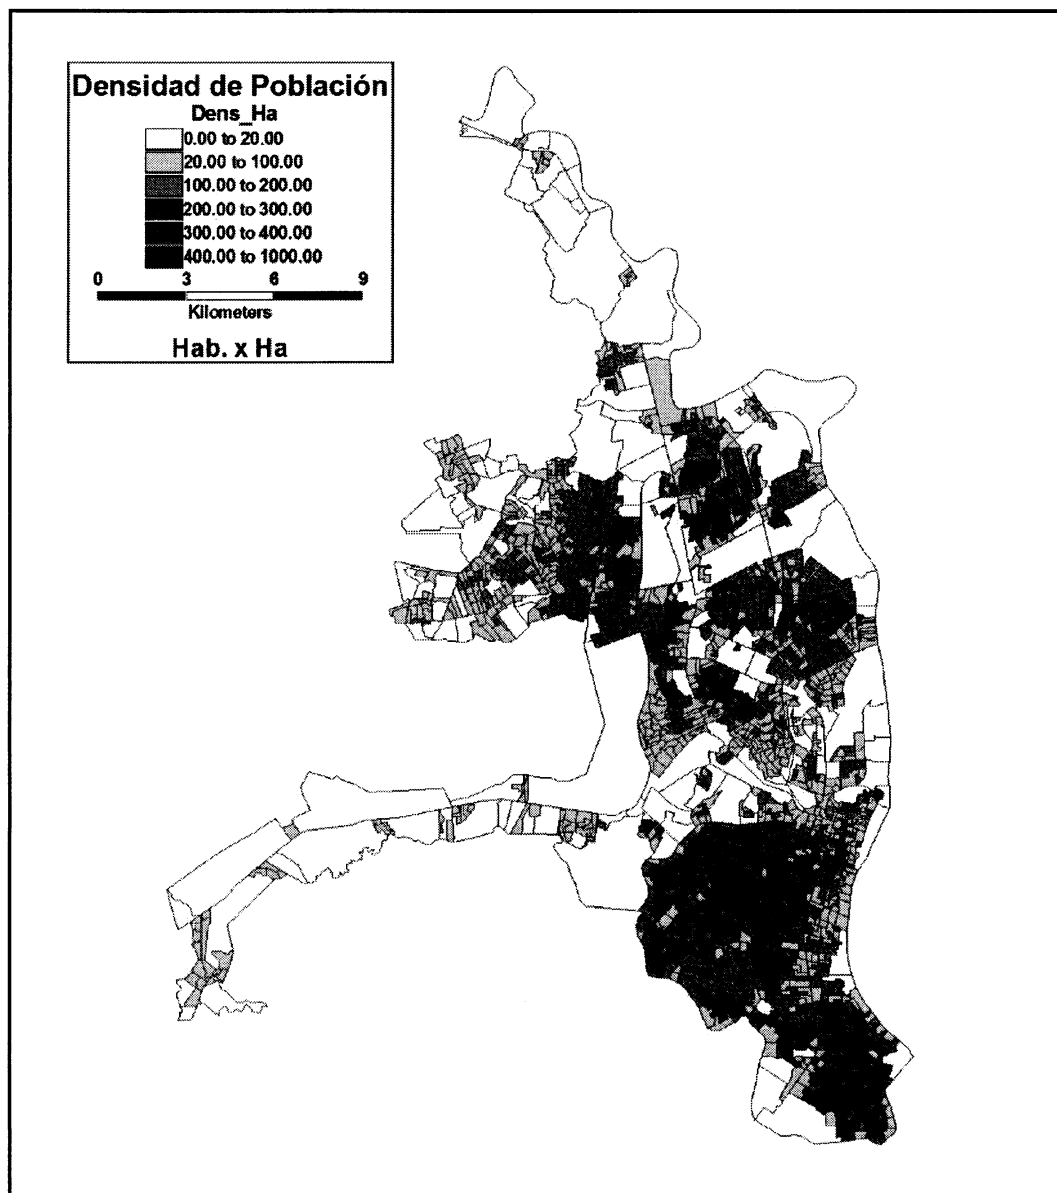 Densidad de Población
Dens_Ha
0.00 to 20.00
20.00 to 100.00
100.00 to 200.00
200.00 to 300.00
300.00 to 400.00
400.00 to 1000.00
0 3 6 9
Kilometers
Hab. x Ha